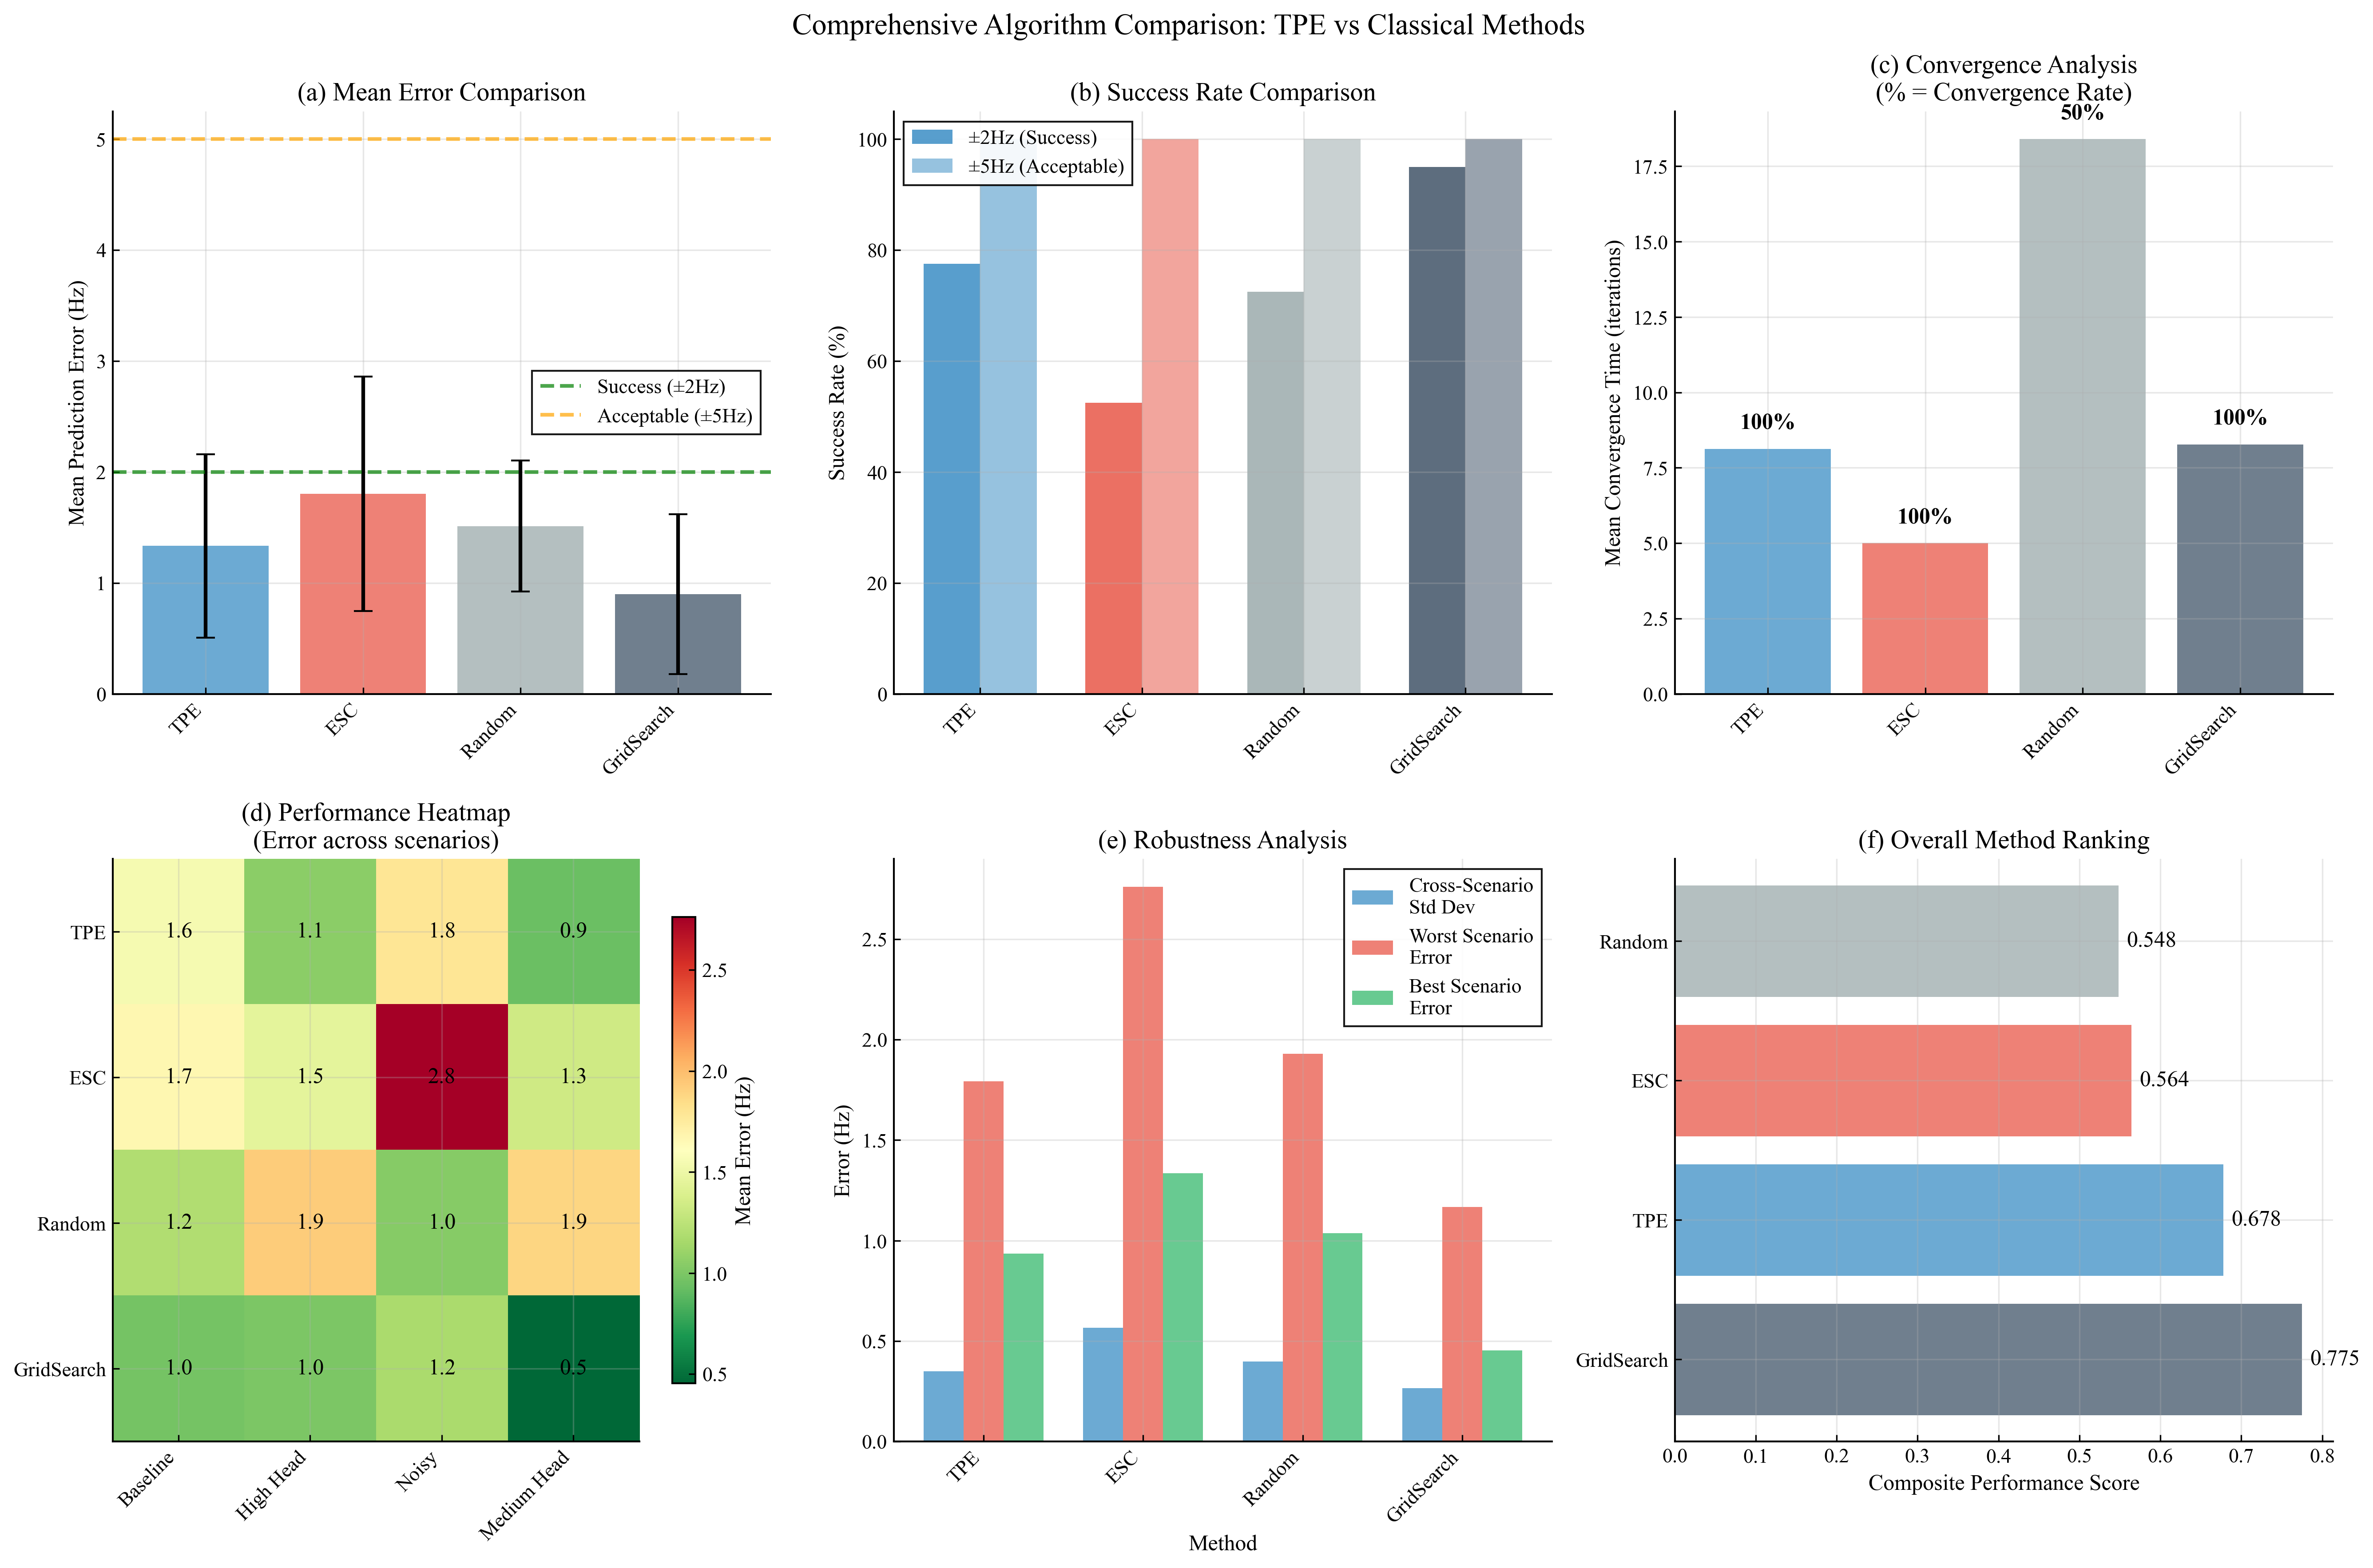 Comprehensive Algorithm Comparison: TPE vs Classical Methods
(a) Mean Error Comparison
Mean Prediction Error (Hz)
5
4
3
2
1
0
Success (±2Hz)
Acceptable (±5Hz)
TPE
ESC
Random
GridSearch
(b) Success Rate Comparison
Success Rate (%)
100
80
60
40
20
0
±2Hz (Success)
±5Hz (Acceptable)
TPE
ESC
Random
GridSearch
(c) Convergence Analysis
(% = Convergence Rate)
Mean Convergence Time (iterations)
17.5
15.0
12.5
10.0
7.5
5.0
2.5
0.0
100%
100%
50%
100%
TPE
ESC
Random
GridSearch
(d) Performance Heatmap
(Error across scenarios)
TPE
1.6
1.1
1.8
0.9
ESC
1.7
1.5
2.8
1.3
Random
1.2
1.9
1.0
1.9
GridSearch
1.0
1.0
1.2
0.5
Baseline
High Head
Noisy
Medium Head
2.5
2.0
1.5
1.0
0.5
Mean Error (Hz)
(e) Robustness Analysis
Error (Hz)
2.5
2.0
1.5
1.0
0.5
0.0
Cross-Scenario
Std Dev
Worst Scenario
Error
Best Scenario
Error
TPE
ESC
Random
GridSearch
Method
(f) Overall Method Ranking
Random
0.548
ESC
0.564
TPE
0.678
GridSearch
0.775
0.0
0.1
0.2
0.3
0.4
0.5
0.6
0.7
0.8
Composite Performance Score